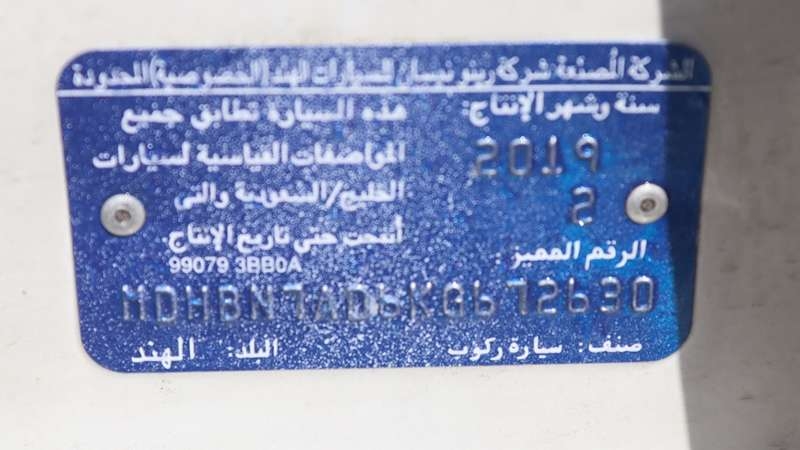 الشركة المصنعة شركة رينو نيسان للسيارات الهند (الخصوصية) المحدودة
سنة وشهر الإنتاج:
2019
2
هذه السيارة تطابق جميع
المواصفات القياسية لسيارات
الخليج/السعودية والتي
أنتجت حتى تاريخ الإنتاج.
99079 3BB0A
الرقم المميز :
MDHBN7AD6KG672630
صنف: سيارة ركوب
البلد: الهند